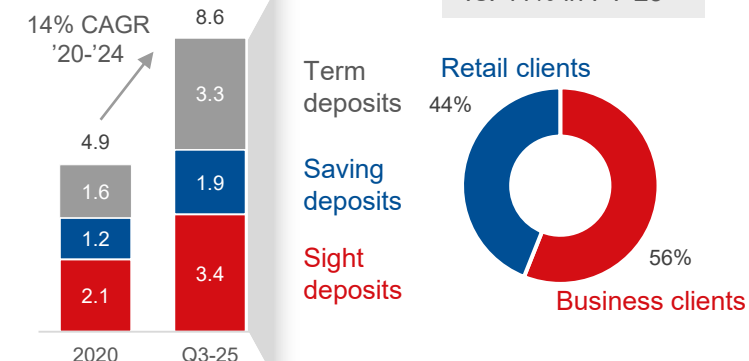 14% CAGR
’20-’24
8.6
3.3
1.9
3.4
4.9
1.6
1.2
2.1
2020
Q3-25
Term
deposits
Saving
deposits
Sight
deposits
Retail clients
44%
56%
Business clients